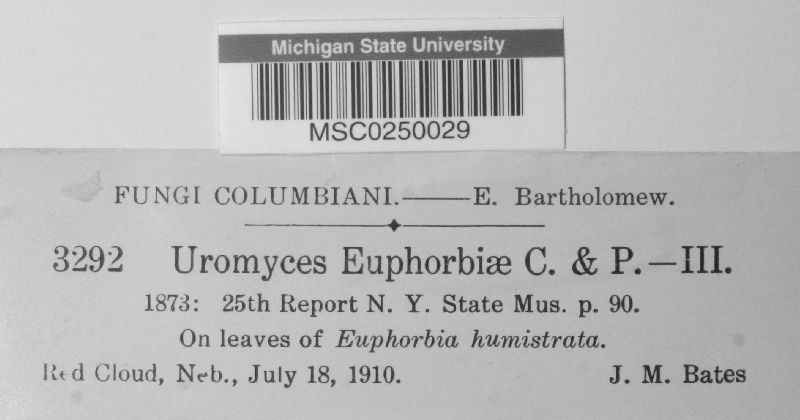 Michigan State University
MSC0250029
FUNGI COLUMBIANI.——E. Bartholomew.
3292 Uromyces Euphorbiæ C. & P.—III.
1873: 25th Report N. Y. State Mus. p. 90.
On leaves of Euphorbia humistrata.
Red Cloud, Neb., July 18, 1910. J. M. Bates